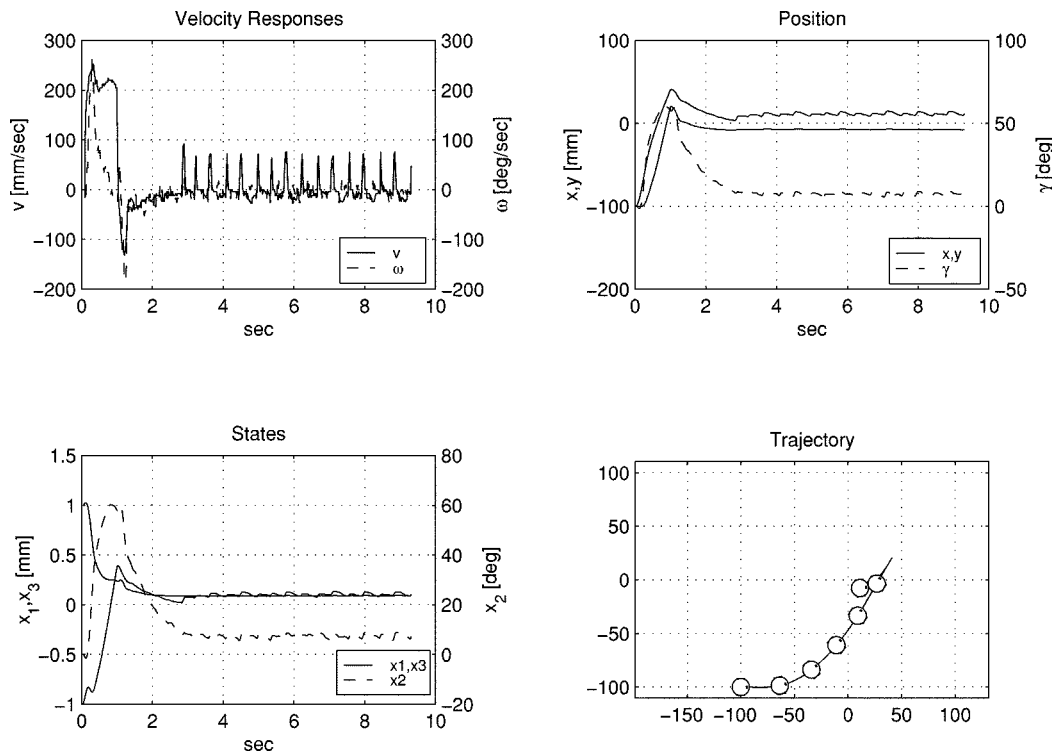 Velocity Responses
300
200
100
0
−100
−200
300
200
100
0
−100
−200
0 2 4 6 8 10
v [mm/sec]
ω [deg/sec]
sec
v
ω
Position
100
0
−100
−200
100
50
0
−50
0 2 4 6 8 10
x,y [mm]
γ [deg]
sec
x,y
γ
States
1.5
1
0.5
0
−0.5
−1
80
60
40
20
0
−20
0 2 4 6 8 10
x1,x3 [mm]
x2 [deg]
sec
x1,x3
x2
Trajectory
100
50
0
−50
−100
−150 −100 −50 0 50 100